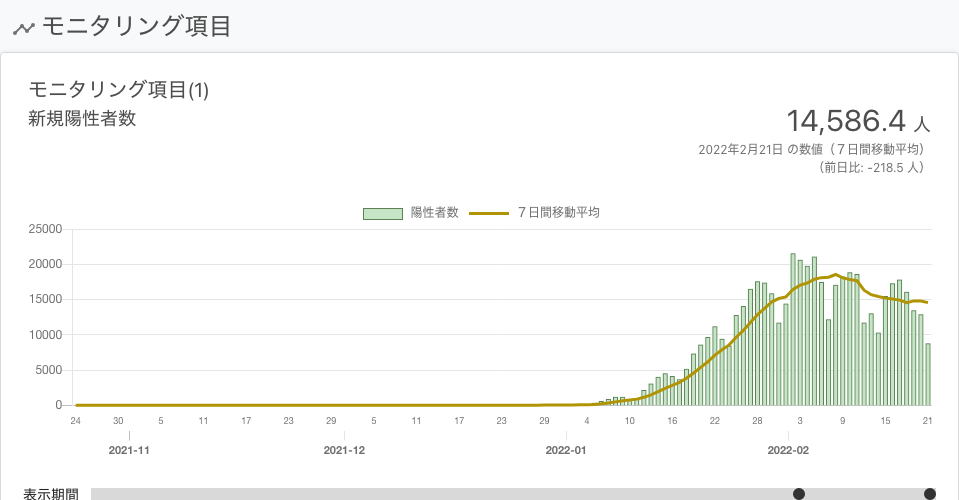 モニタリング項目
モニタリング項目(1)
新規陽性者数
14,586.4 人
2022年2月21日 の数値（７日間移動平均）
（前日比: -218.5 人）
陽性者数 ７日間移動平均
25000
20000
15000
10000
5000
0
24 30 5 11 17 23 29 5 11 17 23 29 4 10 16 22 28 3 9 15 21
2021-11 2021-12 2022-01 2022-02
表示期間